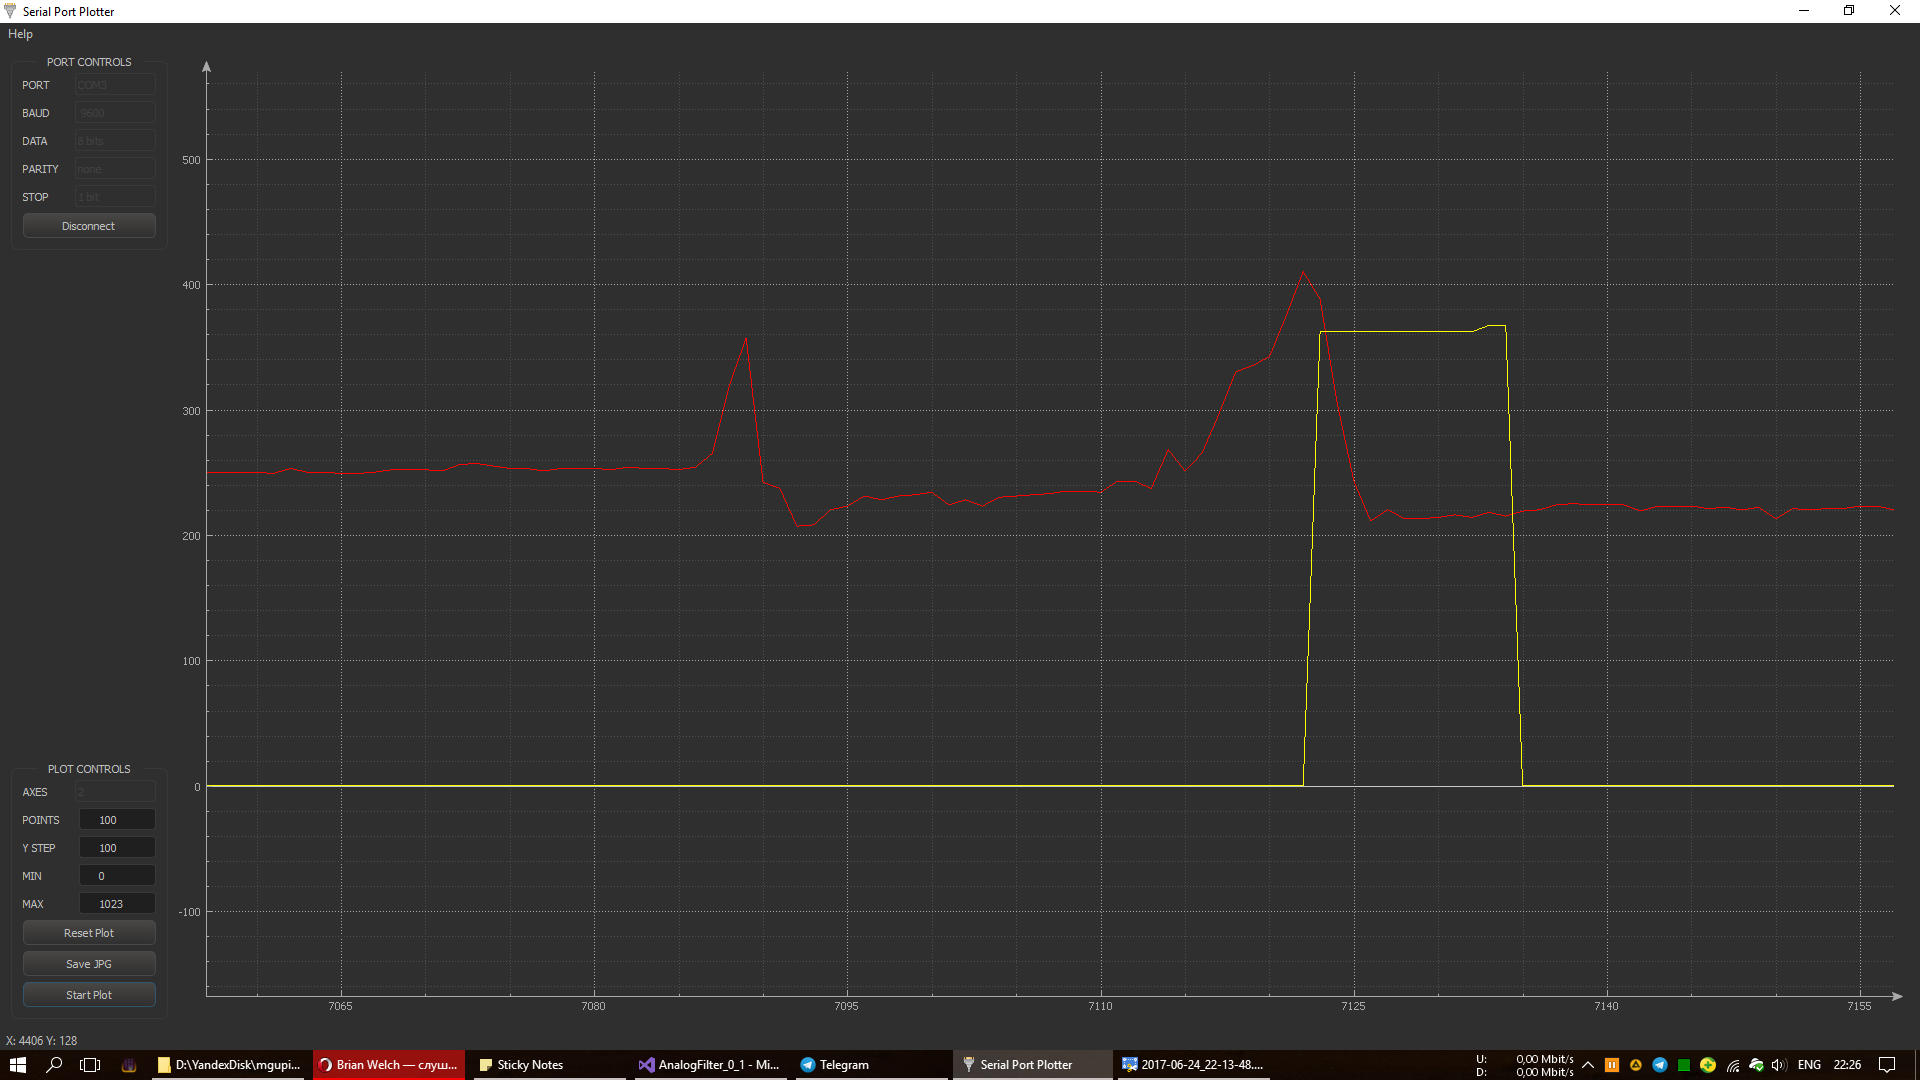 Serial Port Plotter
Help
PORT CONTROLS
PORT COM3
BAUD 9600
DATA 8 bits
PARITY none
STOP 1 bit
Disconnect
500
400
300
200
100
0
-100
7065 7080 7095 7110 7125 7140 7155
PLOT CONTROLS
AXES 2
POINTS 100
Y STEP 100
MIN 0
MAX 1023
Reset Plot
Save JPG
Start Plot
X: 4406 Y: 128
D:\YandexDisk\mgupi... Brian Welch — слуш... Sticky Notes AnalogFilter_0_1 - Mi... Telegram Serial Port Plotter 2017-06-24_22-13-48....
U: 0,00 Mbit/s
D: 0,00 Mbit/s
ENG 22:26